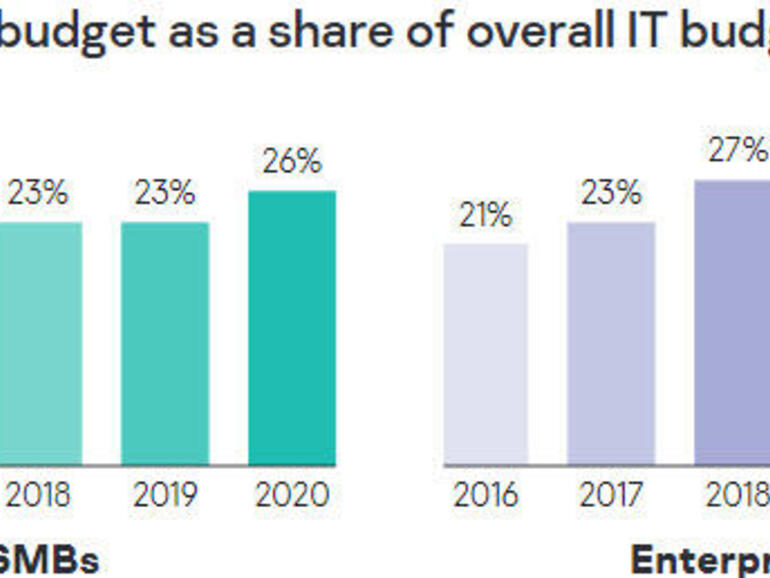 budget as a share of overall IT budg
23% 23% 26% 21% 23% 27%
2018 2019 2020 2016 2017 2018
SMBs Enterpr